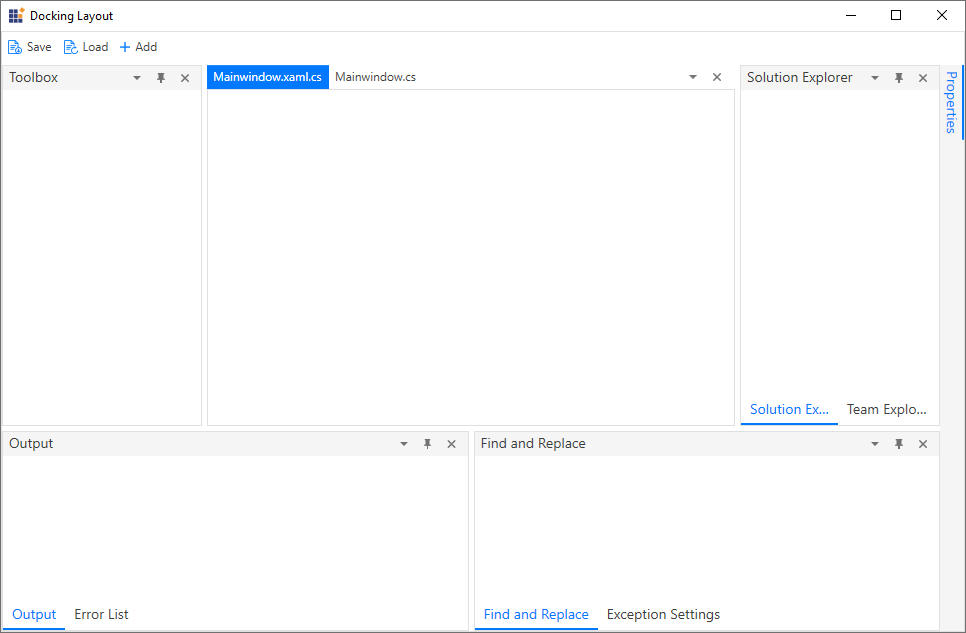 Docking Layout
Save Load Add
Toolbox
Mainwindow.xaml.cs Mainwindow.cs
Solution Explorer
Properties
Solution Ex... Team Explo...
Output
Find and Replace
Output Error List
Find and Replace Exception Settings